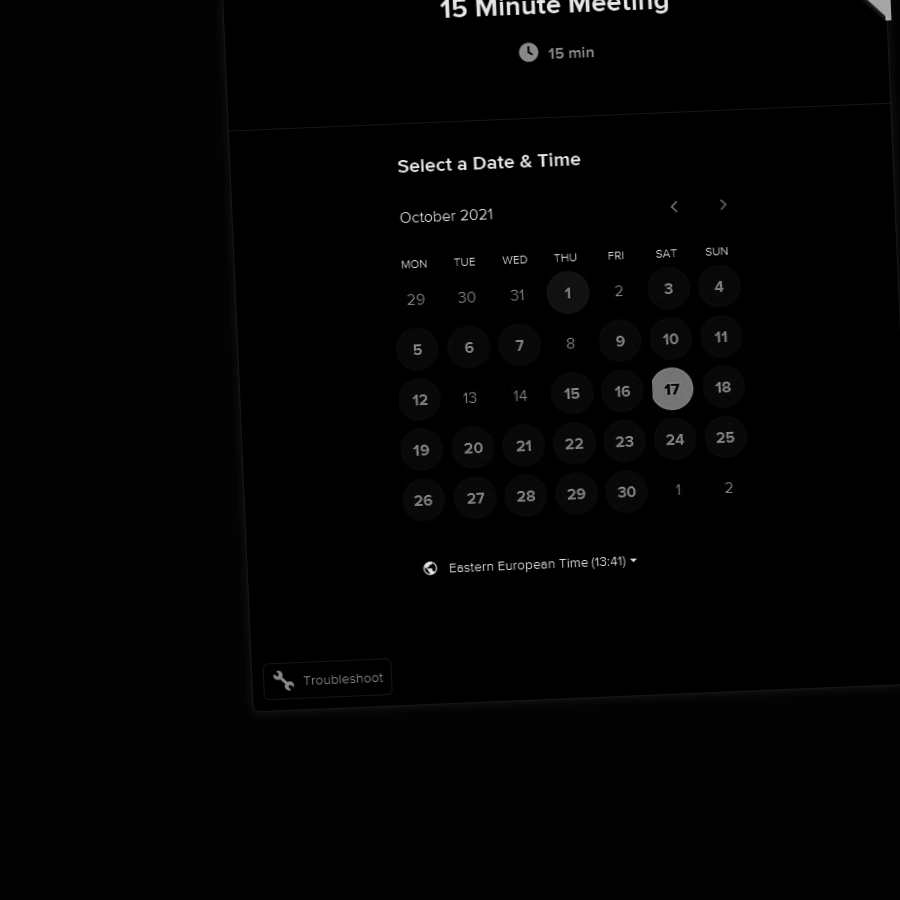 15 Minute Meeting
15 min
Select a Date & Time
October 2021
MON TUE WED THU FRI SAT SUN
29 30 31 1 2 3 4
5 6 7 8 9 10 11
12 13 14 15 16 17 18
19 20 21 22 23 24 25
26 27 28 29 30 1 2
Eastern European Time (13:41)
Troubleshoot